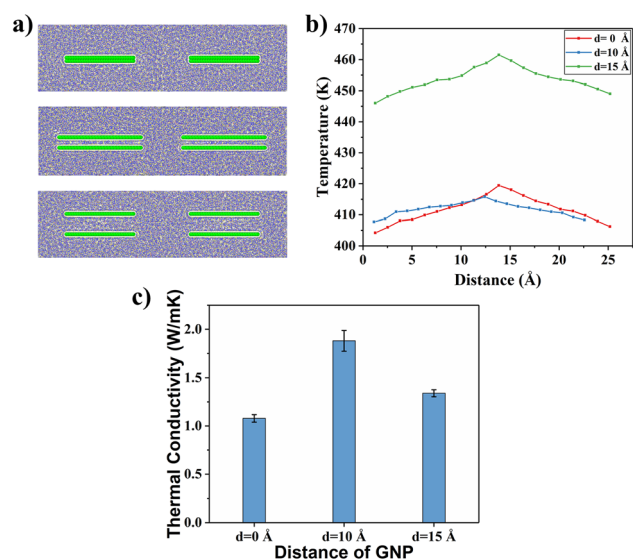 a)
b)
470
460
450
440
430
420
410
400
Temperature (K)
d= 0 Å
d=10 Å
d=15 Å
0 5 10 15 20 25
Distance (Å)
c)
Thermal Conductivity (W/mK)
2.0
1.5
1.0
0.5
0.0
d=0 Å d=10 Å d=15 Å
Distance of GNP